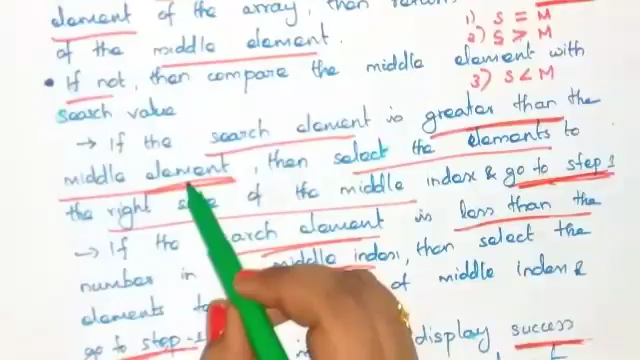 element of the array, then return
of the middle element.
1) S = M
2) S > M
3) S < M
• If not, then compare the middle element with
search value
→ If the search element is greater than the
middle element, then select the elements to
the right of the middle index & go to step 1
→ If the search element is less than the
number in middle index, then select the
elements to of middle index &
go to step-1
display success